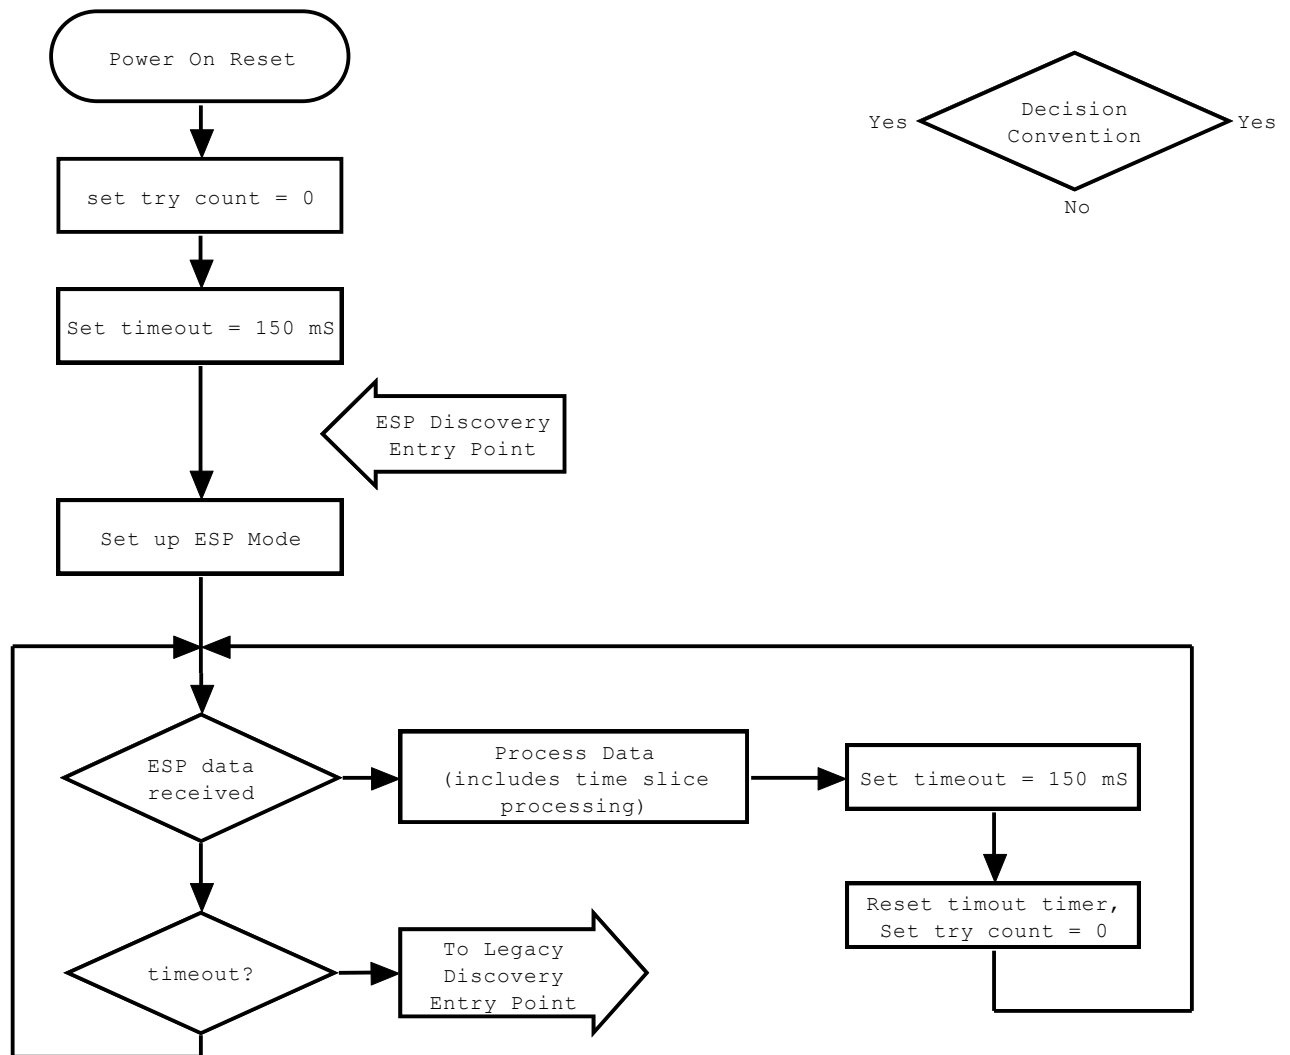 Power On Reset
Decision
Convention
Yes
Yes
No
set try count = 0
Set timeout = 150 mS
ESP Discovery
Entry Point
Set up ESP Mode
ESP data
received
Process Data
(includes time slice
processing)
Set timeout = 150 mS
Reset timout timer,
Set try count = 0
timeout?
To Legacy
Discovery
Entry Point